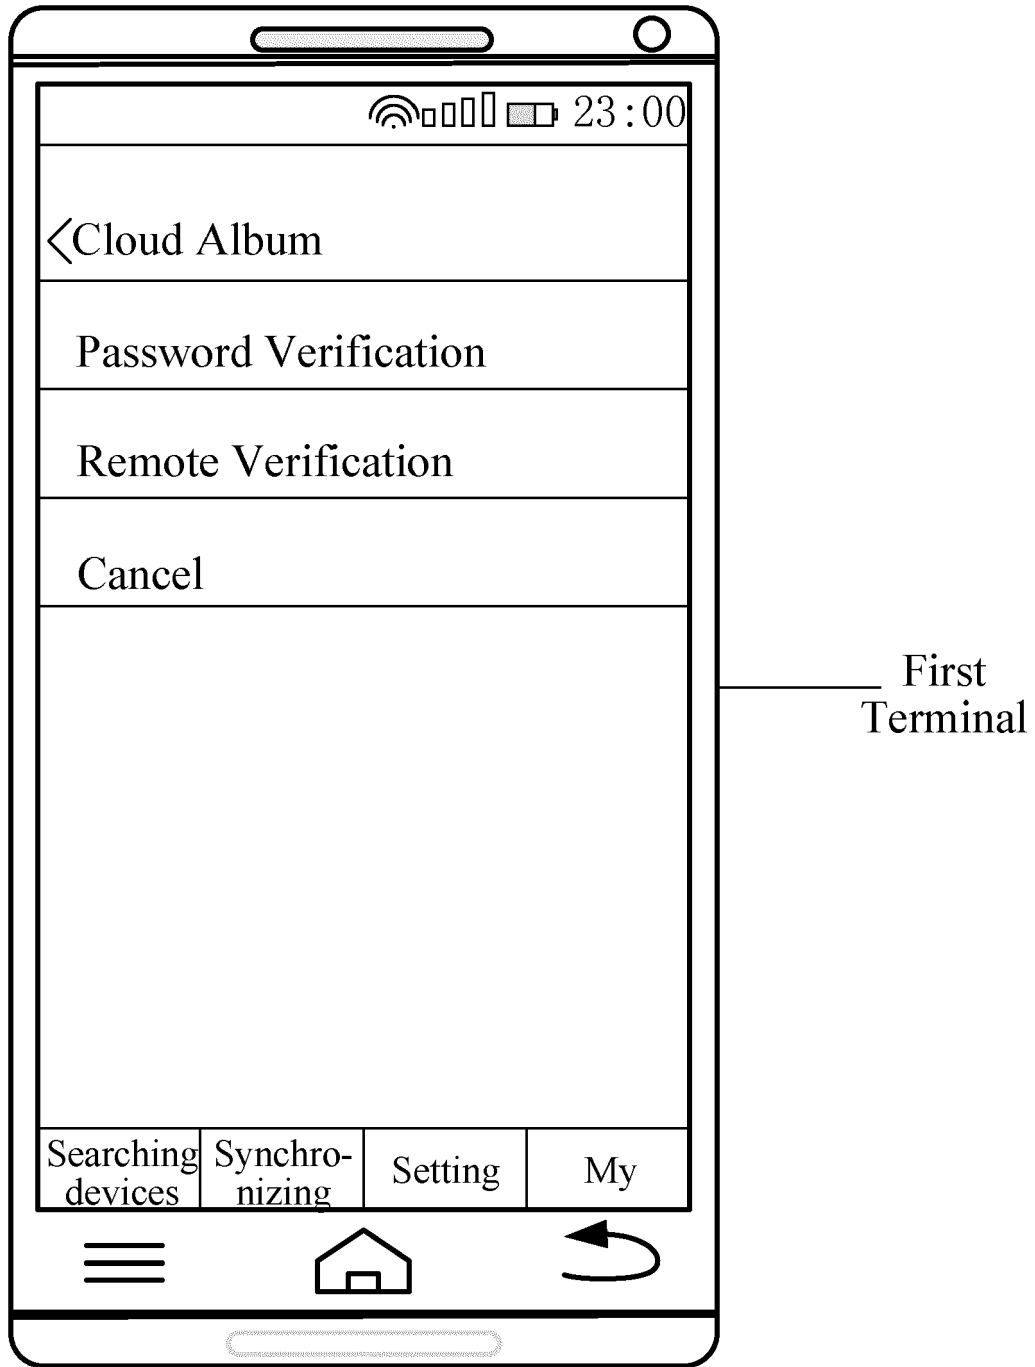 23:00
Cloud Album
Password Verification
Remote Verification
Cancel
First
Terminal
Searching
devices
Synchro-
nizing
Setting
My